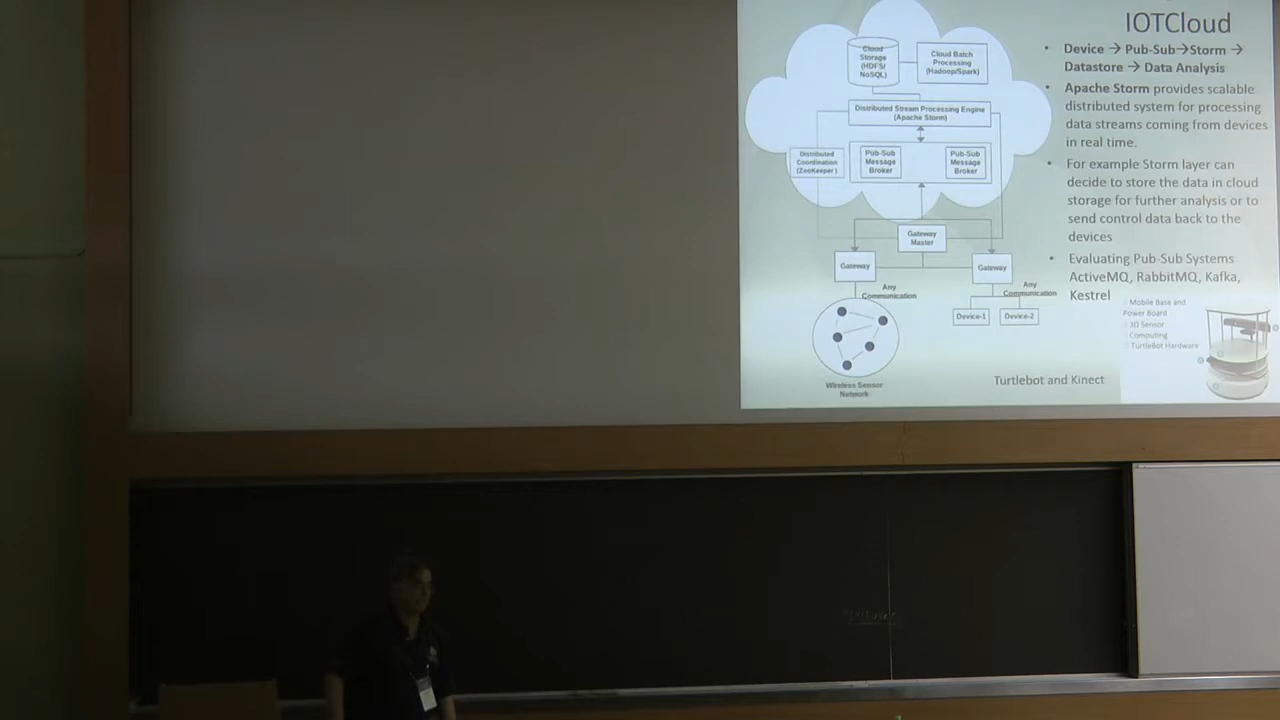 IOTCloud
• Device → Pub-Sub→Storm →
Datastore → Data Analysis
• Apache Storm provides scalable
distributed system for processing
data streams coming from devices
in real time.
• For example Storm layer can
decide to store the data in cloud
storage for further analysis or to
send control data back to the
devices
• Evaluating Pub-Sub Systems
ActiveMQ, RabbitMQ, Kafka,
Kestrel
Cloud
Storage
(HDFS/
NoSQL)
Cloud Batch
Processing
(Hadoop/Spark)
Distributed Stream Processing Engine
(Apache Storm)
Distributed
Coordination
(ZooKeeper)
Pub-Sub
Message
Broker
Pub-Sub
Message
Broker
Gateway
Master
Gateway
Gateway
Any
Communication
Any
Communication
Device-1
Device-2
Wireless Sensor
Network
Mobile Base and
Power Board
3D Sensor
Computing
TurtleBot Hardware
Turtlebot and Kinect